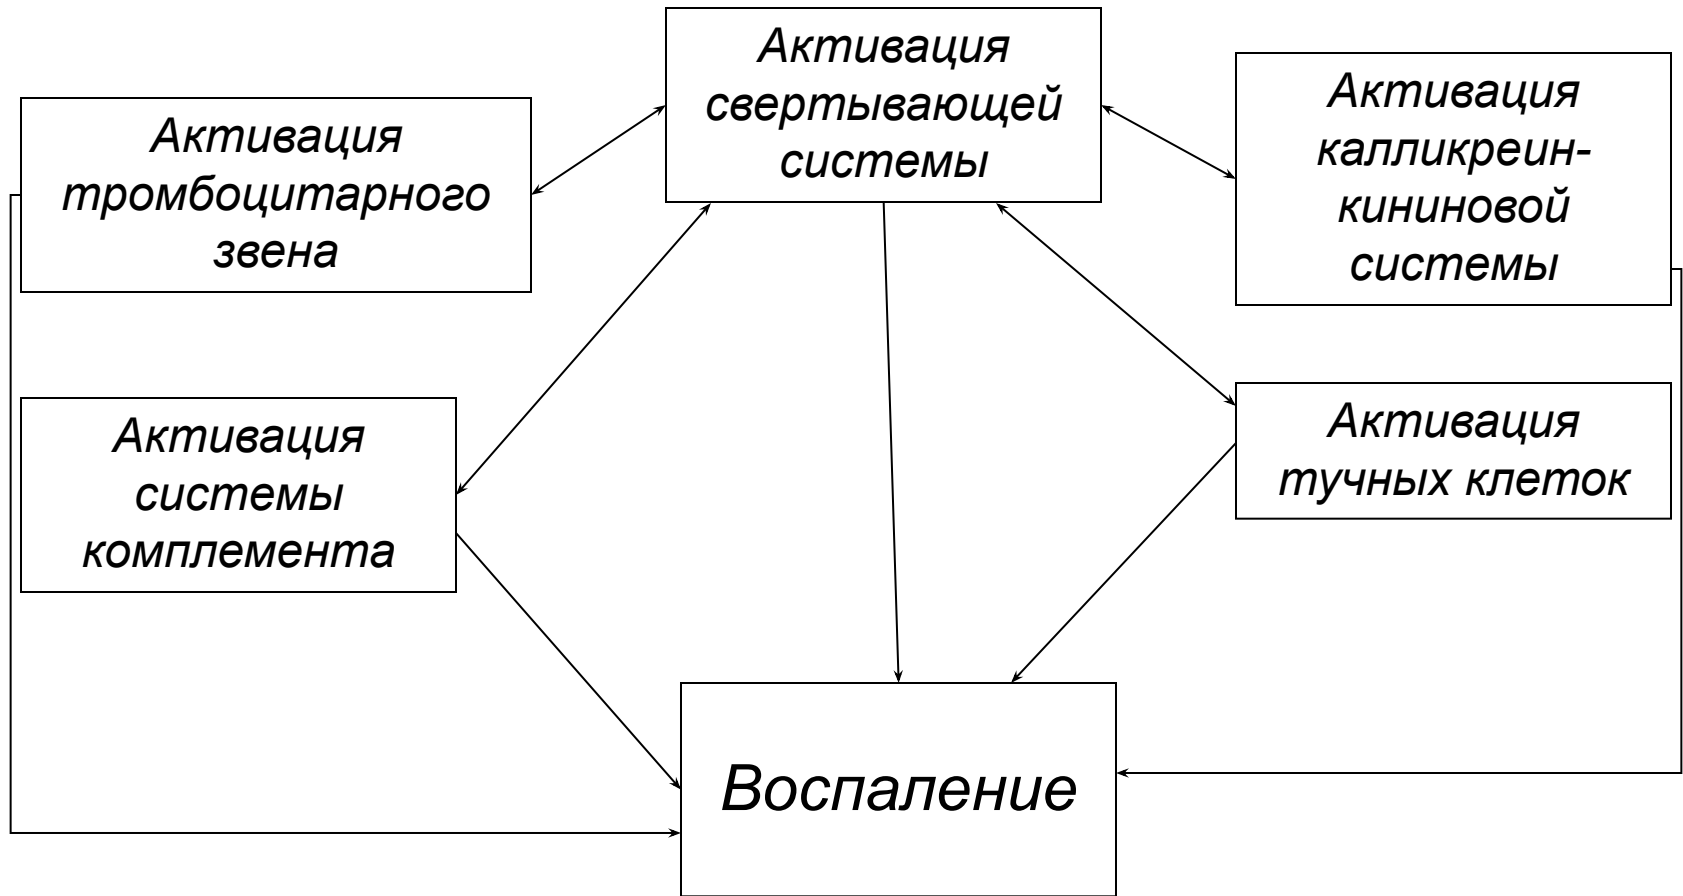 Активация
свертывающей
системы
Активация
тромбоцитарного
звена
Активация
калликреин-
кининовой
системы
Активация
системы
комплемента
Активация
тучных клеток
Воспаление